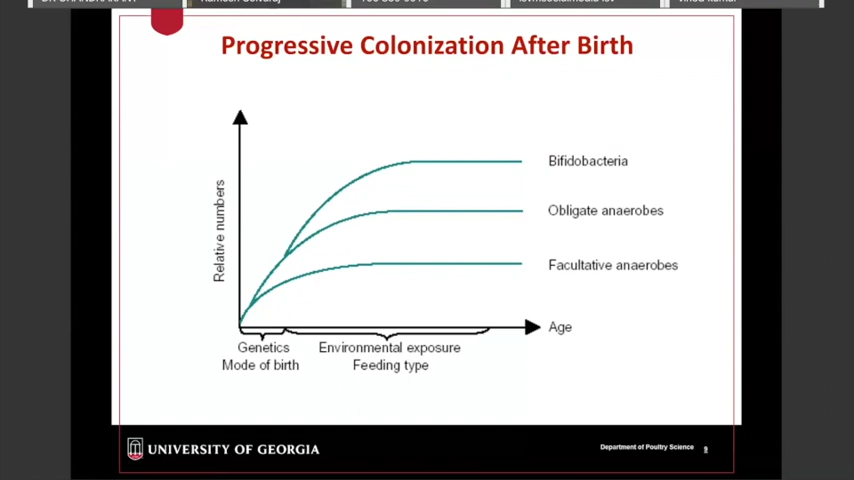 Progressive Colonization After Birth
Relative numbers
Bifidobacteria
Obligate anaerobes
Facultative anaerobes
Age
Genetics
Mode of birth
Environmental exposure
Feeding type
UNIVERSITY OF GEORGIA
Department of Poultry Science 9